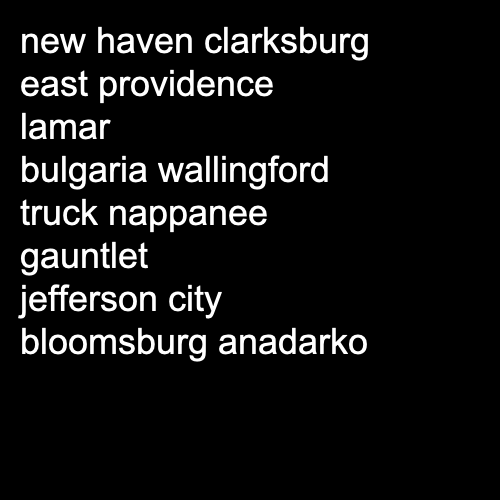 new haven clarksburg
east providence
lamar
bulgaria wallingford
truck nappanee
gauntlet
jefferson city
bloomsburg anadarko